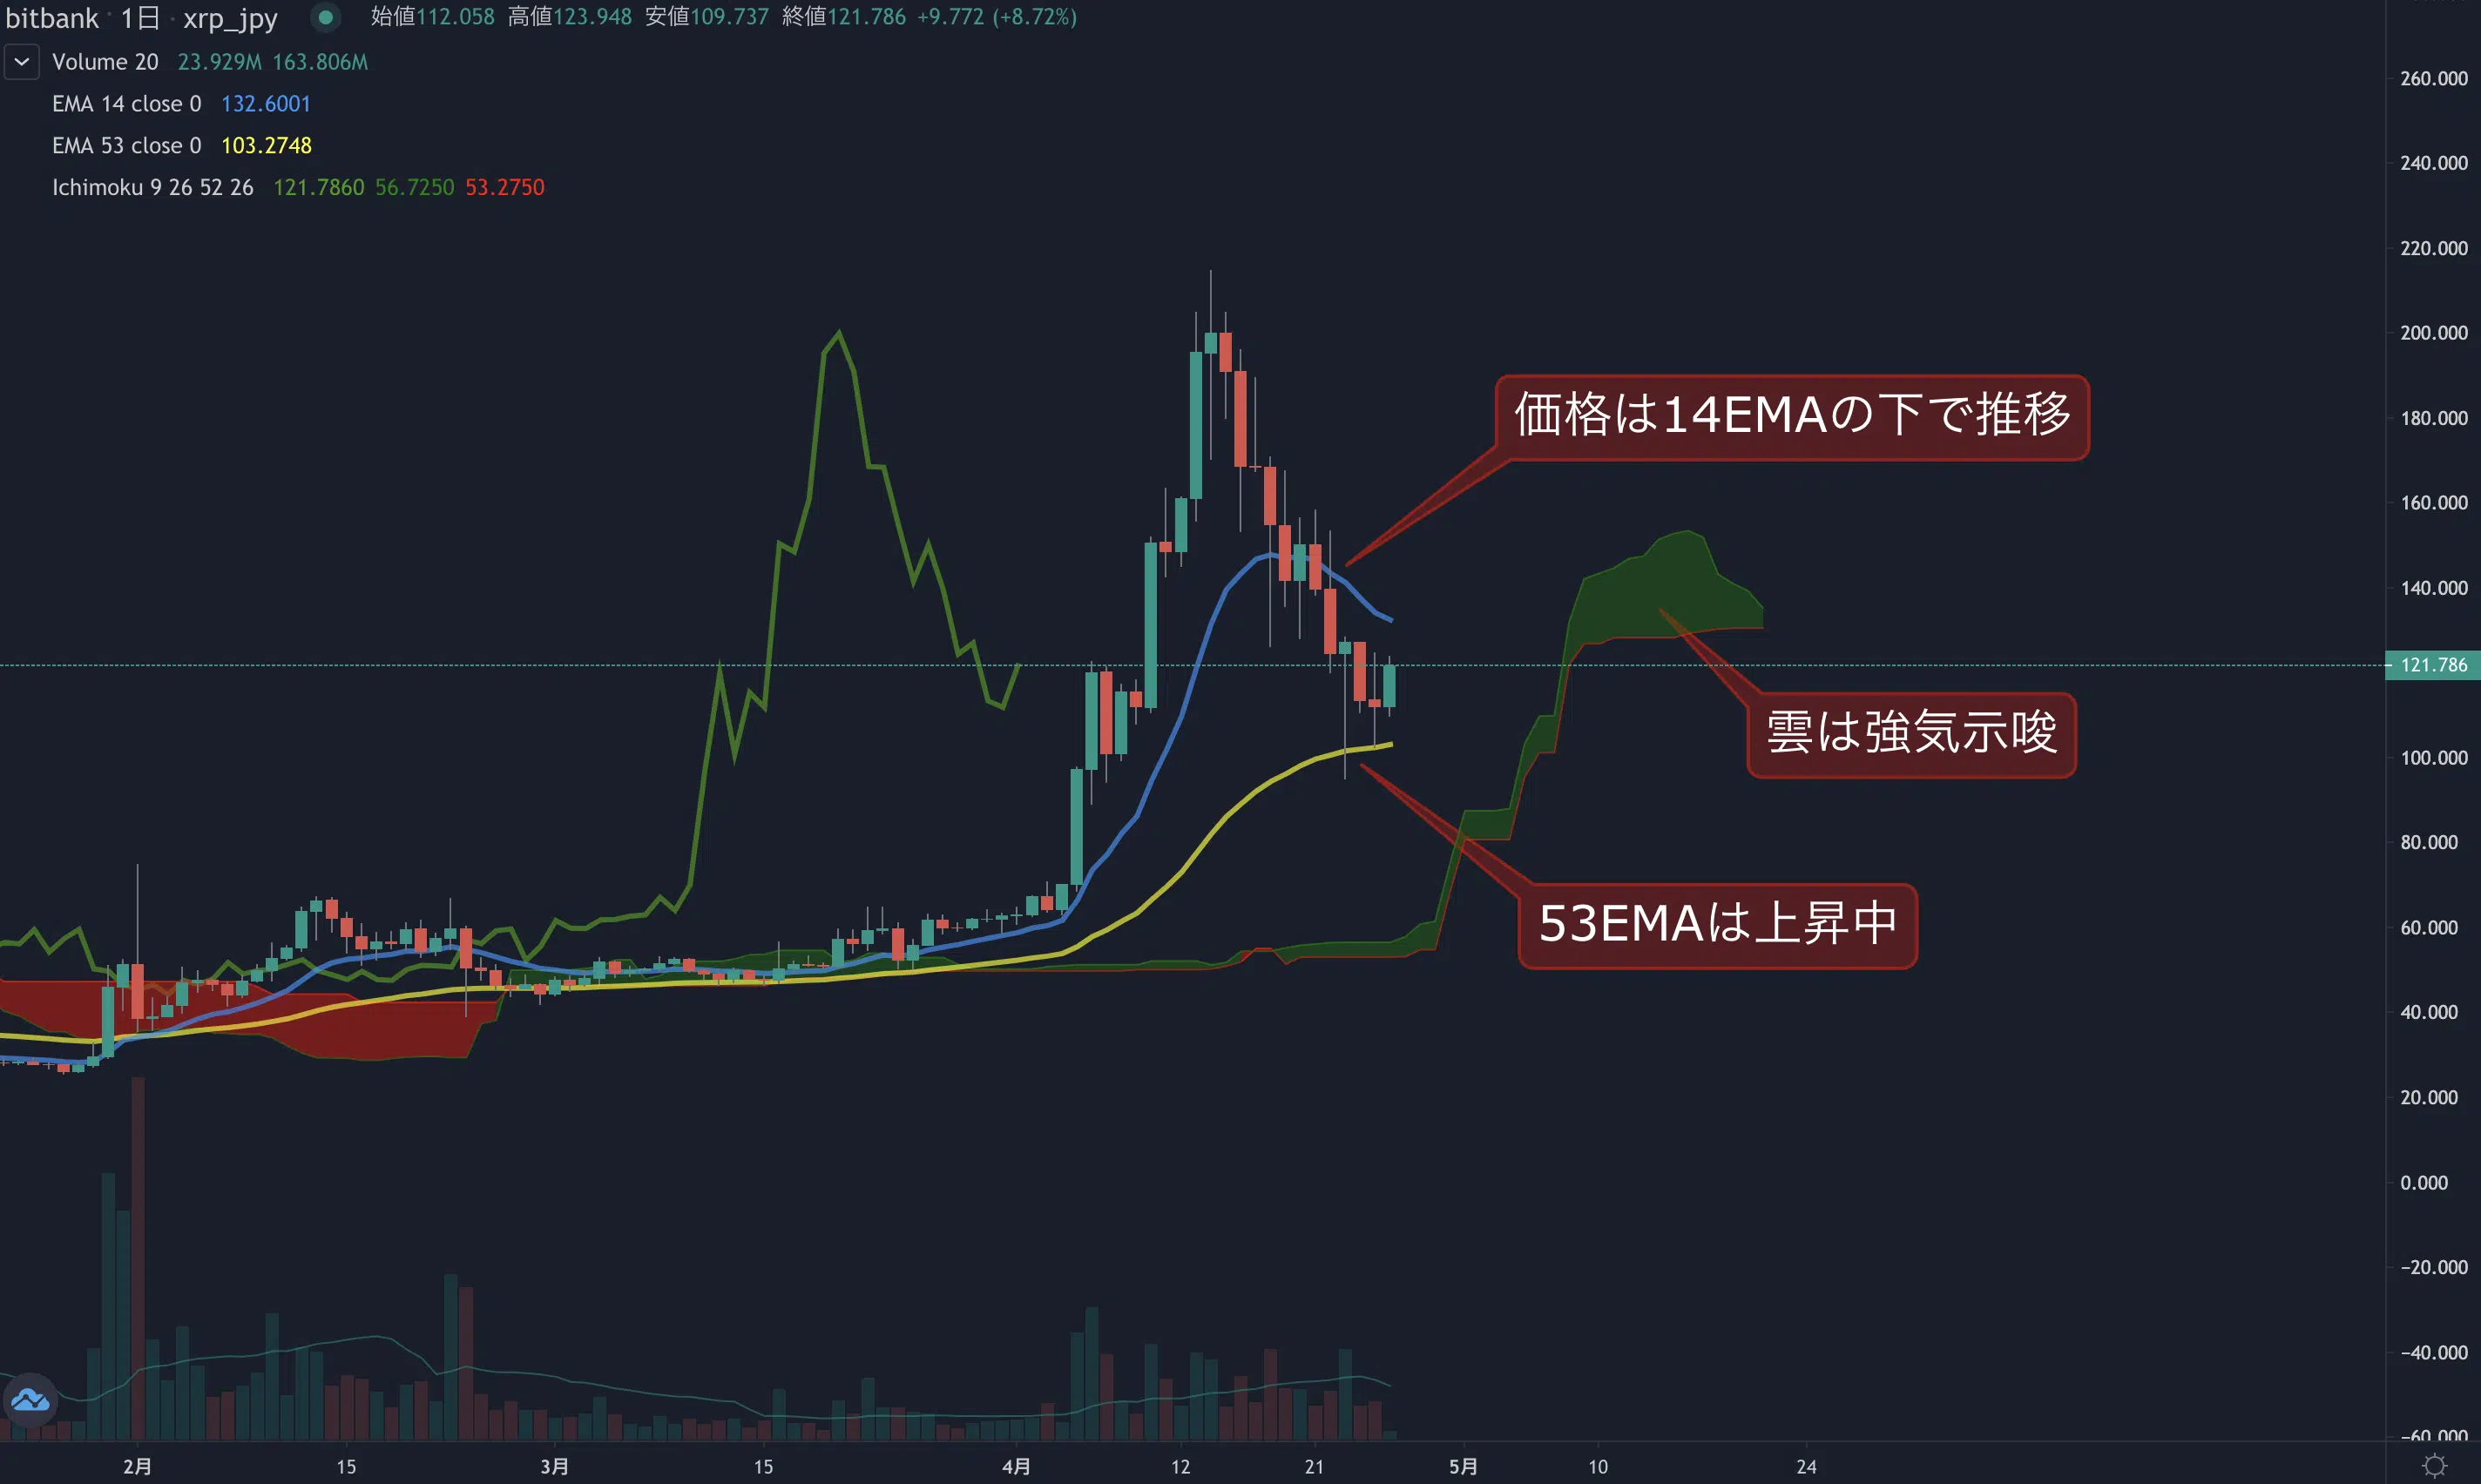 bitbank · 1日 · xrp_jpy 始値112.058 高値123.948 安値109.737 終値121.786 +9.772 (+8.72%)
Volume 20 23.929M 163.806M
EMA 14 close 0 132.6001
EMA 53 close 0 103.2748
Ichimoku 9 26 52 26 121.7860 56.7250 53.2750
260.000
240.000
220.000
200.000
180.000
160.000
140.000
121.786
100.000
80.000
60.000
40.000
20.000
0.000
−20.000
−40.000
−60.000
価格は14EMAの下で推移
雲は強気示唆
53EMAは上昇中
2月 15 3月 15 4月 12 21 5月 10 24